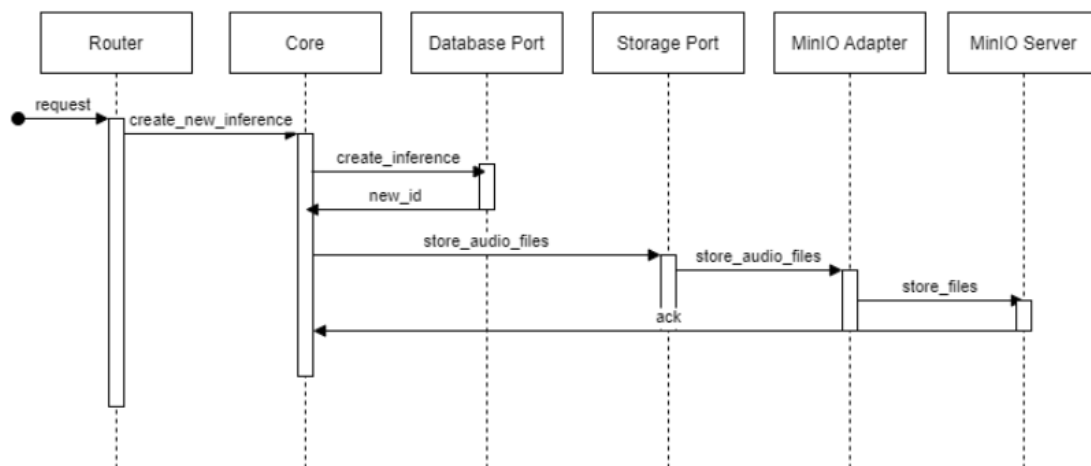 Router
Core
Database Port
Storage Port
MinIO Adapter
MinIO Server
request
create_new_inference
create_inference
new_id
store_audio_files
store_audio_files
store_files
ack